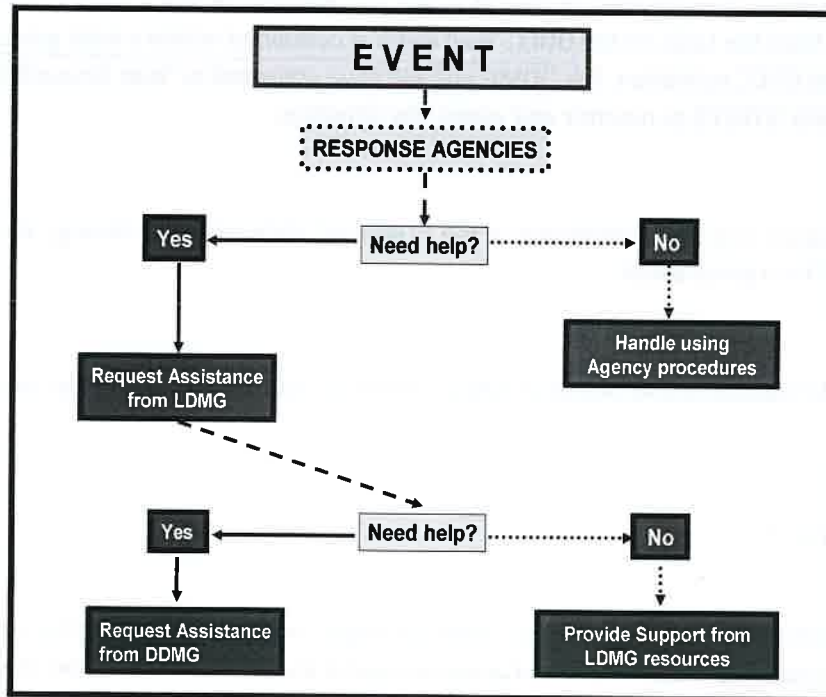 EVENT
RESPONSE AGENCIES
Yes
Need help?
No
Request Assistance
from LDMG
Handle using
Agency procedures
Yes
Need help?
No
Request Assistance
from DDMG
Provide Support from
LDMG resources